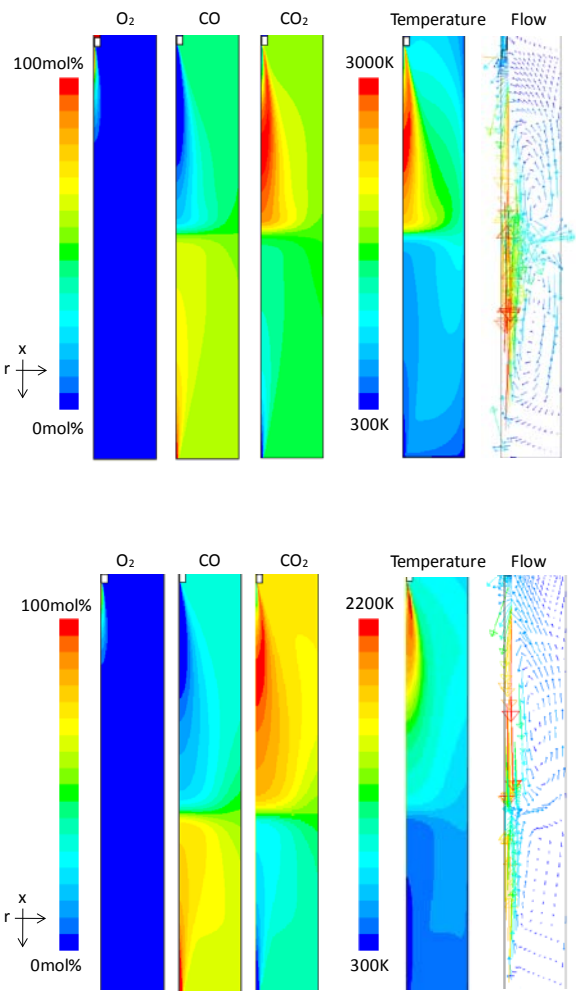 O₂ CO CO₂ Temperature Flow
100mol% 3000K
x
r
0mol% 300K
O₂ CO CO₂ Temperature Flow
100mol% 2200K
x
r
0mol% 300K